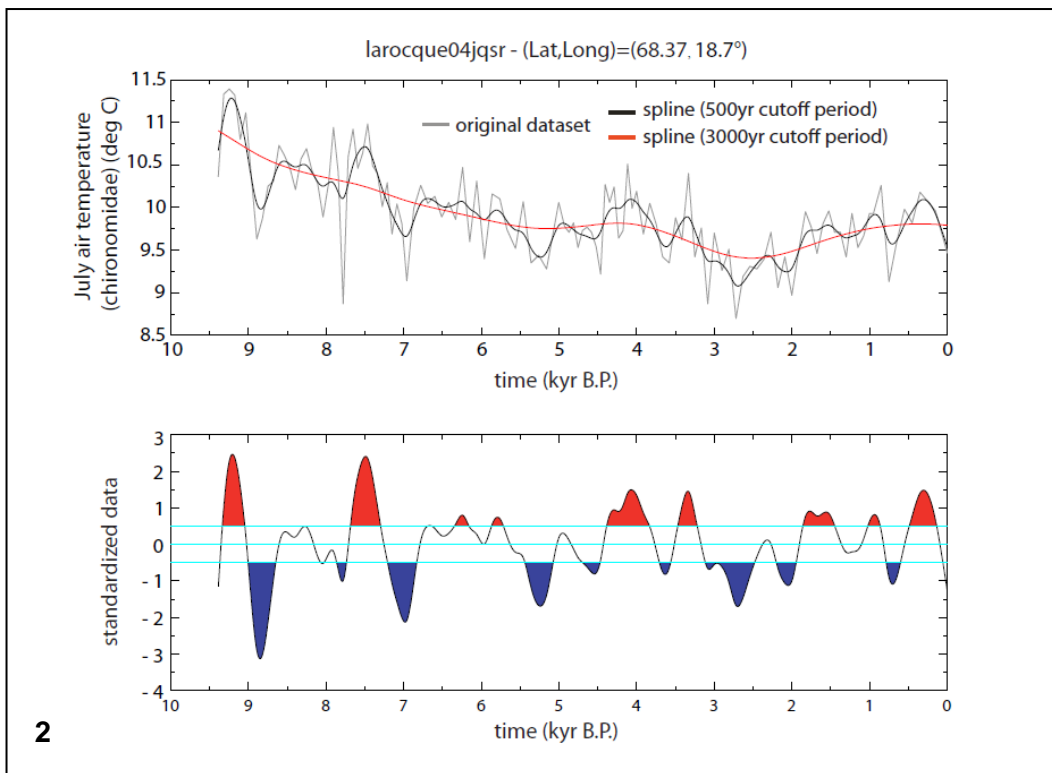 larocque04jqsr - (Lat,Long)=(68.37, 18.7°)
July air temperature
(chironomidae) (deg C)
11.5
11
10.5
10
9.5
9
8.5
original dataset
spline (500yr cutoff period)
spline (3000yr cutoff period)
10 9 8 7 6 5 4 3 2 1 0
time (kyr B.P.)
standardized data
3
2
1
0
- 1
- 2
- 3
- 4
10 9 8 7 6 5 4 3 2 1 0
time (kyr B.P.)
2